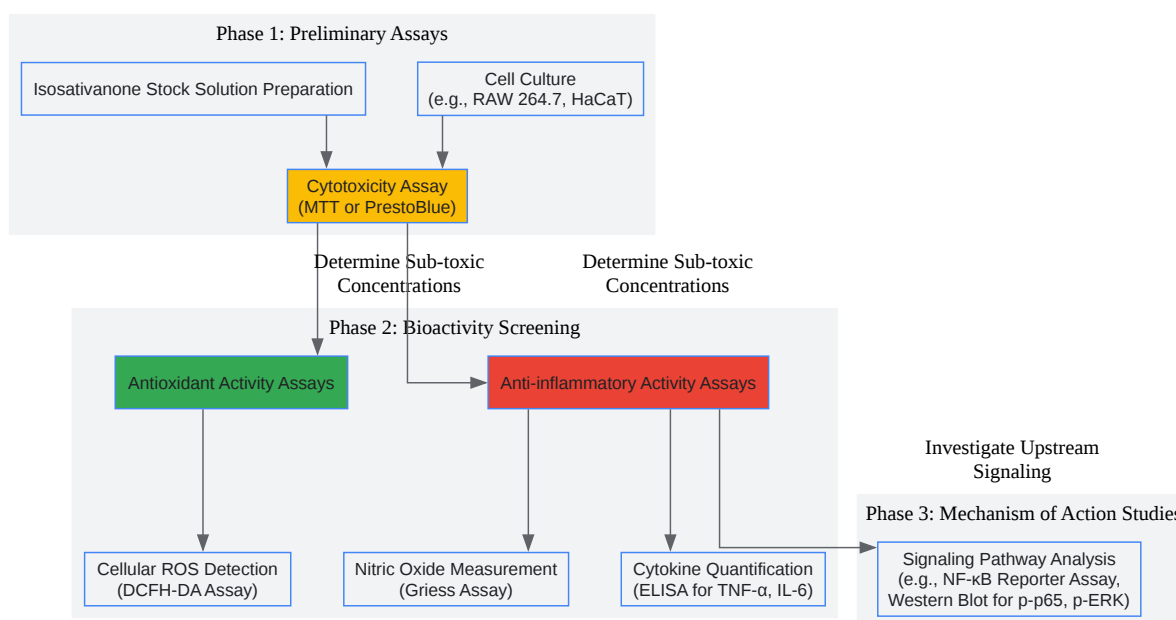 Phase 1: Preliminary Assays
Isosativanone Stock Solution Preparation
Cell Culture
(e.g., RAW 264.7, HaCaT)
Cytotoxicity Assay
(MTT or PrestoBlue)
Determine Sub-toxic
Concentrations
Determine Sub-toxic
Concentrations
Phase 2: Bioactivity Screening
Antioxidant Activity Assays
Anti-inflammatory Activity Assays
Investigate Upstream
Signaling
Phase 3: Mechanism of Action Studies
Cellular ROS Detection
(DCFH-DA Assay)
Nitric Oxide Measurement
(Griess Assay)
Cytokine Quantification
(ELISA for TNF-α, IL-6)
Signaling Pathway Analysis
(e.g., NF-κB Reporter Assay,
Western Blot for p-p65, p-ERK)